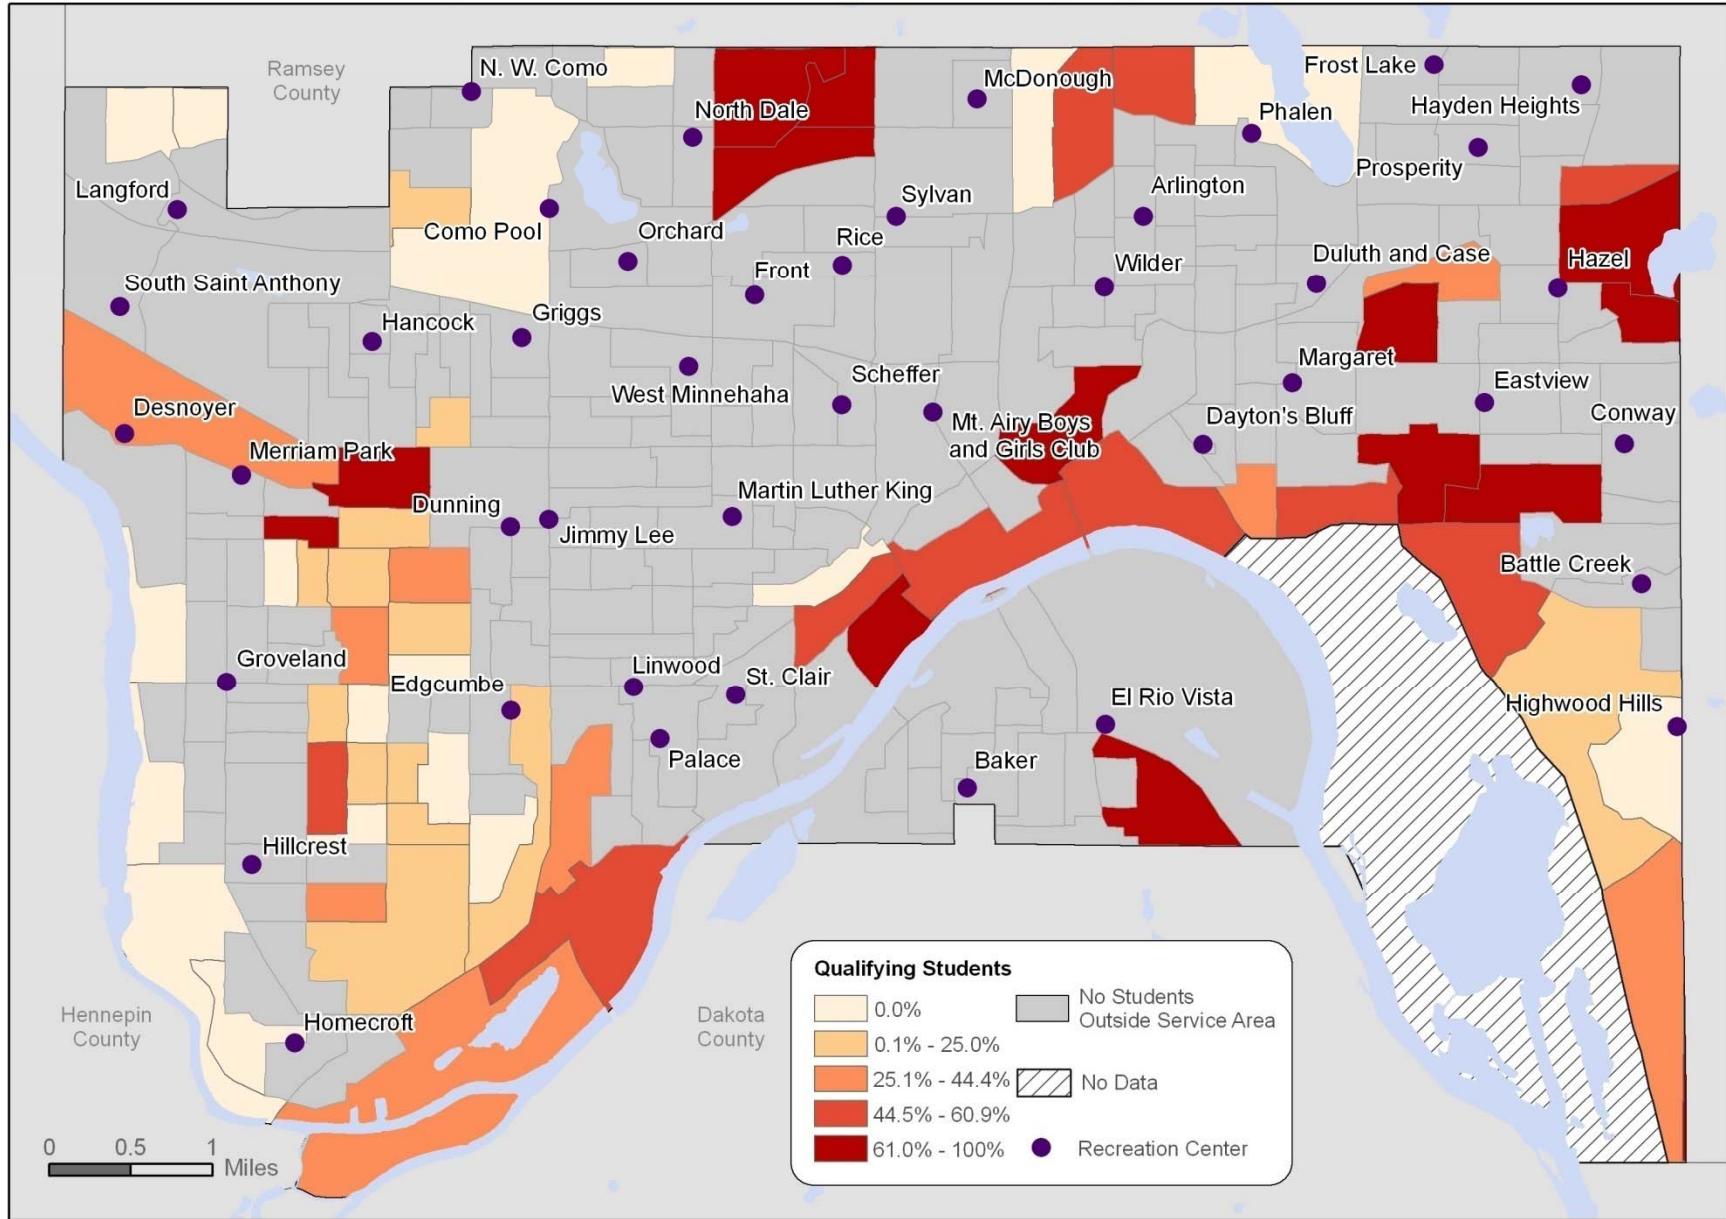 Ramsey
County
N. W. Como
North Dale
McDonough
Frost Lake
Hayden Heights
Phalen
Prosperity
Langford
Como Pool
Sylvan
Arlington
Orchard
Rice
Front
Wilder
Duluth and Case
Hazel
South Saint Anthony
Hancock
Griggs
West Minnehaha
Scheffer
Margaret
Eastview
Desnoyer
Mt. Airy Boys
and Girls Club
Dayton's Bluff
Conway
Merriam Park
Dunning
Jimmy Lee
Martin Luther King
Battle Creek
Groveland
Edgcumbe
Linwood
St. Clair
El Rio Vista
Highwood Hills
Palace
Baker
Hillcrest
Homecroft
Hennepin
County
Dakota
County
Qualifying Students
0.0%
0.1% - 25.0%
25.1% - 44.4%
44.5% - 60.9%
61.0% - 100%
No Students
Outside Service Area
No Data
Recreation Center
0 0.5 1
Miles